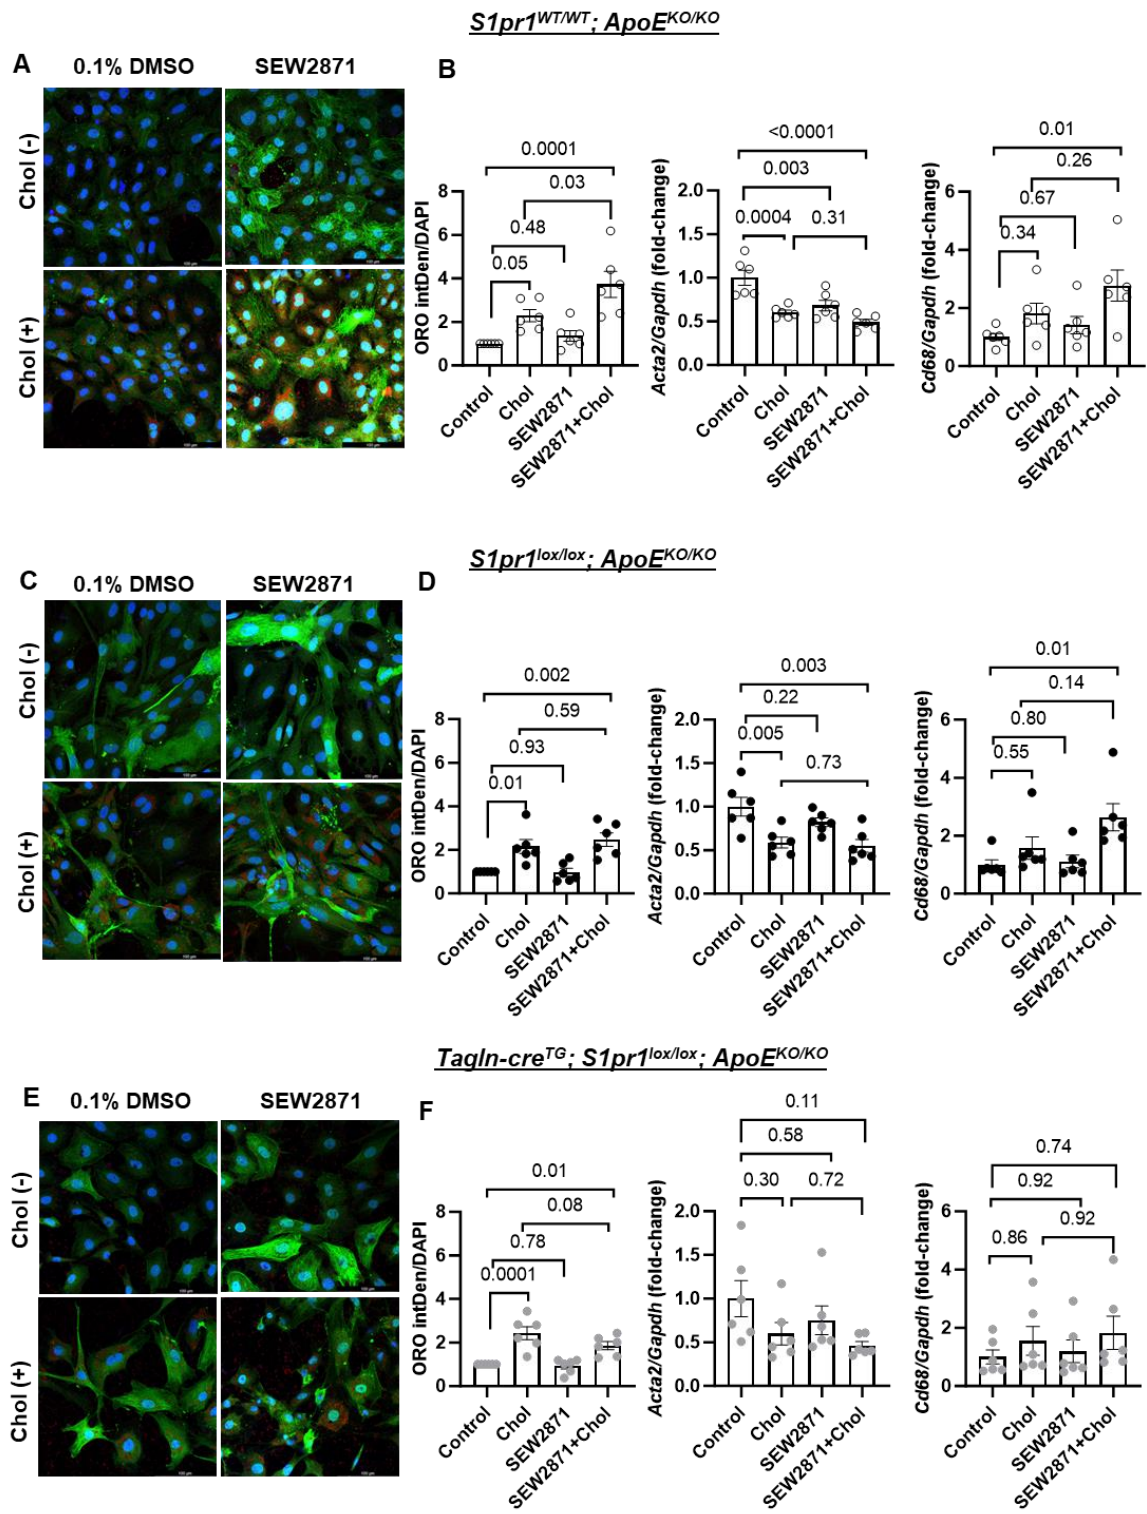 S1pr1WT/WT; ApoEKO/KO
A
0.1% DMSO
SEW2871
Chol (-)
Chol (+)
B
ORO intDen/DAPI
8
6
4
2
0
0.0001
0.03
0.48
0.05
Control
Chol
SEW2871
SEW2871+Chol
Acta2/Gapdh (fold-change)
2.0
1.5
1.0
0.5
0.0
<0.0001
0.003
0.0004
0.31
Control
Chol
SEW2871
SEW2871+Chol
Cd68/Gapdh (fold-change)
6
4
2
0
0.01
0.26
0.67
0.34
Control
Chol
SEW2871
SEW2871+Chol
S1pr1lox/lox; ApoEKO/KO
C
0.1% DMSO
SEW2871
Chol (-)
Chol (+)
D
ORO intDen/DAPI
8
6
4
2
0
0.002
0.59
0.93
0.01
Control
Chol
SEW2871
SEW2871+Chol
Acta2/Gapdh (fold-change)
2.0
1.5
1.0
0.5
0.0
0.003
0.22
0.005
0.73
Control
Chol
SEW2871
SEW2871+Chol
Cd68/Gapdh (fold-change)
6
4
2
0
0.01
0.14
0.80
0.55
Control
Chol
SEW2871
SEW2871+Chol
Tagln-creTG; S1pr1lox/lox; ApoEKO/KO
E
0.1% DMSO
SEW2871
Chol (-)
Chol (+)
F
ORO intDen/DAPI
8
6
4
2
0
0.01
0.08
0.78
0.0001
Control
Chol
SEW2871
SEW2871+Chol
Acta2/Gapdh (fold-change)
2.0
1.5
1.0
0.5
0.0
0.11
0.58
0.30
0.72
Control
Chol
SEW2871
SEW2871+Chol
Cd68/Gapdh (fold-change)
6
4
2
0
0.74
0.92
0.92
0.86
Control
Chol
SEW2871
SEW2871+Chol